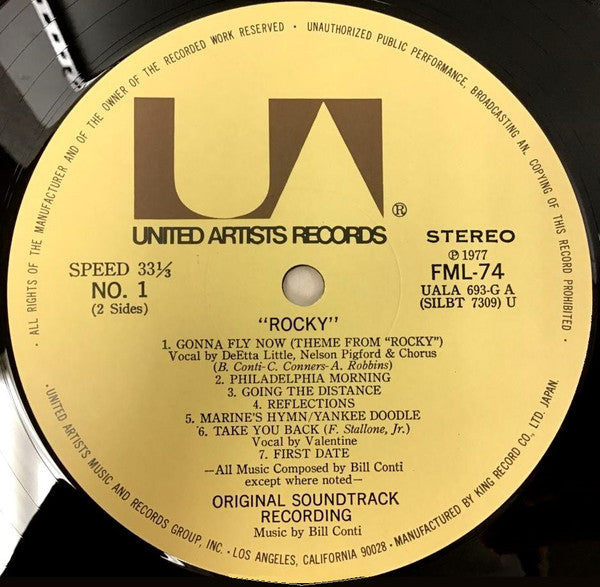 · ALL RIGHTS OF THE MANUFACTURER AND OF THE OWNER OF THE RECORDED WORK RESERVED · UNAUTHORIZED PUBLIC PERFORMANCE, BROADCASTING AN. COPYING OF THIS RECORD PROHIBITED ·
UA
®
UNITED ARTISTS RECORDS
STEREO
℗ 1977
SPEED 33⅓
FML-74
NO. 1
UALA 693-G A
(2 Sides)
(SILBT 7309) U
"ROCKY"
1. GONNA FLY NOW (THEME FROM "ROCKY")
Vocal by DeEtta Little, Nelson Pigford & Chorus
(B. Conti-C. Conners-A. Robbins)
2. PHILADELPHIA MORNING
3. GOING THE DISTANCE
4. REFLECTIONS
5. MARINE'S HYMN/YANKEE DOODLE
6. TAKE YOU BACK (F. Stallone, Jr.)
Vocal by Valentine
7. FIRST DATE
—All Music Composed by Bill Conti
except where noted—
ORIGINAL SOUNDTRACK
RECORDING
Music by Bill Conti
· UNITED ARTISTS MUSIC AND RECORDS GROUP, INC. · LOS ANGELES, CALIFORNIA 90028 · MANUFACTURED BY KING RECORD CO, LTD. JAPAN.